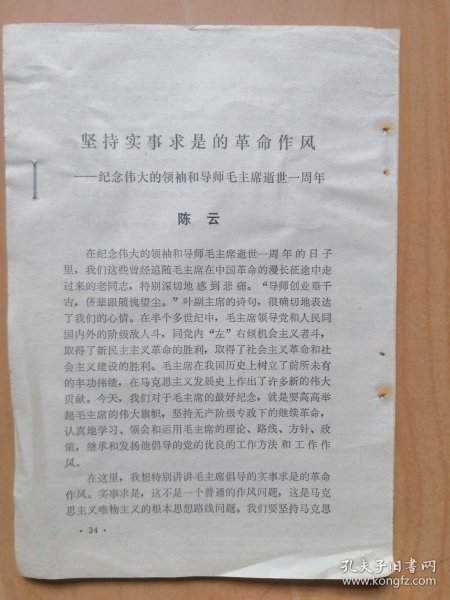 坚持实事求是的革命作风
——纪念伟大的领袖和导师毛主席逝世一周年
陈 云
在纪念伟大的领袖和导师毛主席逝世一周年的日子
里，我们这些曾经追随毛主席在中国革命的漫长征途中走
过来的老同志，特别深切地感到悲痛。“导师创业垂千
古，侪辈跟随愧望尘。”叶副主席的诗句，很确切地表达
了我们的心情。在半个多世纪中，毛主席领导党和人民同
国内外的阶级敌人斗，同党内“左”右倾机会主义者斗，
取得了新民主主义革命的胜利，取得了社会主义革命和社
会主义建设的胜利。毛主席在我国历史上树立了前所未有
的丰功伟绩，在马克思主义发展史上作出了许多新的伟大
贡献。今天，我们对于毛主席的最好纪念，就是要高高举
起毛主席的伟大旗帜，坚持无产阶级专政下的继续革命，
认真地学习、领会和运用毛主席的理论、路线、方针、政
策，继承和发扬他倡导的党的优良的工作方法和工作作
风。
在这里，我想特别讲讲毛主席倡导的实事求是的革命
作风。实事求是，这不是一个普通的作风问题，这是马克
思主义唯物主义的根本思想路线问题。我们要坚持马克思
· 34 ·
孔夫子旧书网
www.kongfz.com